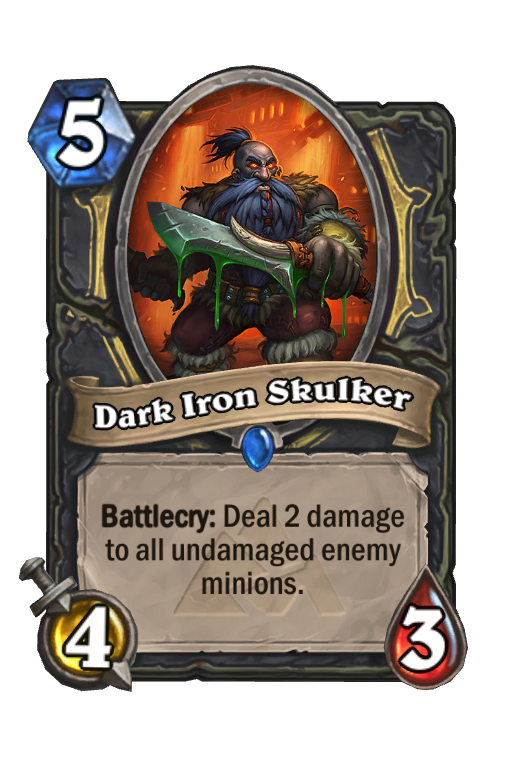 5
Dark Iron Skulker
Battlecry: Deal 2 damage
to all undamaged enemy
minions.
4
3